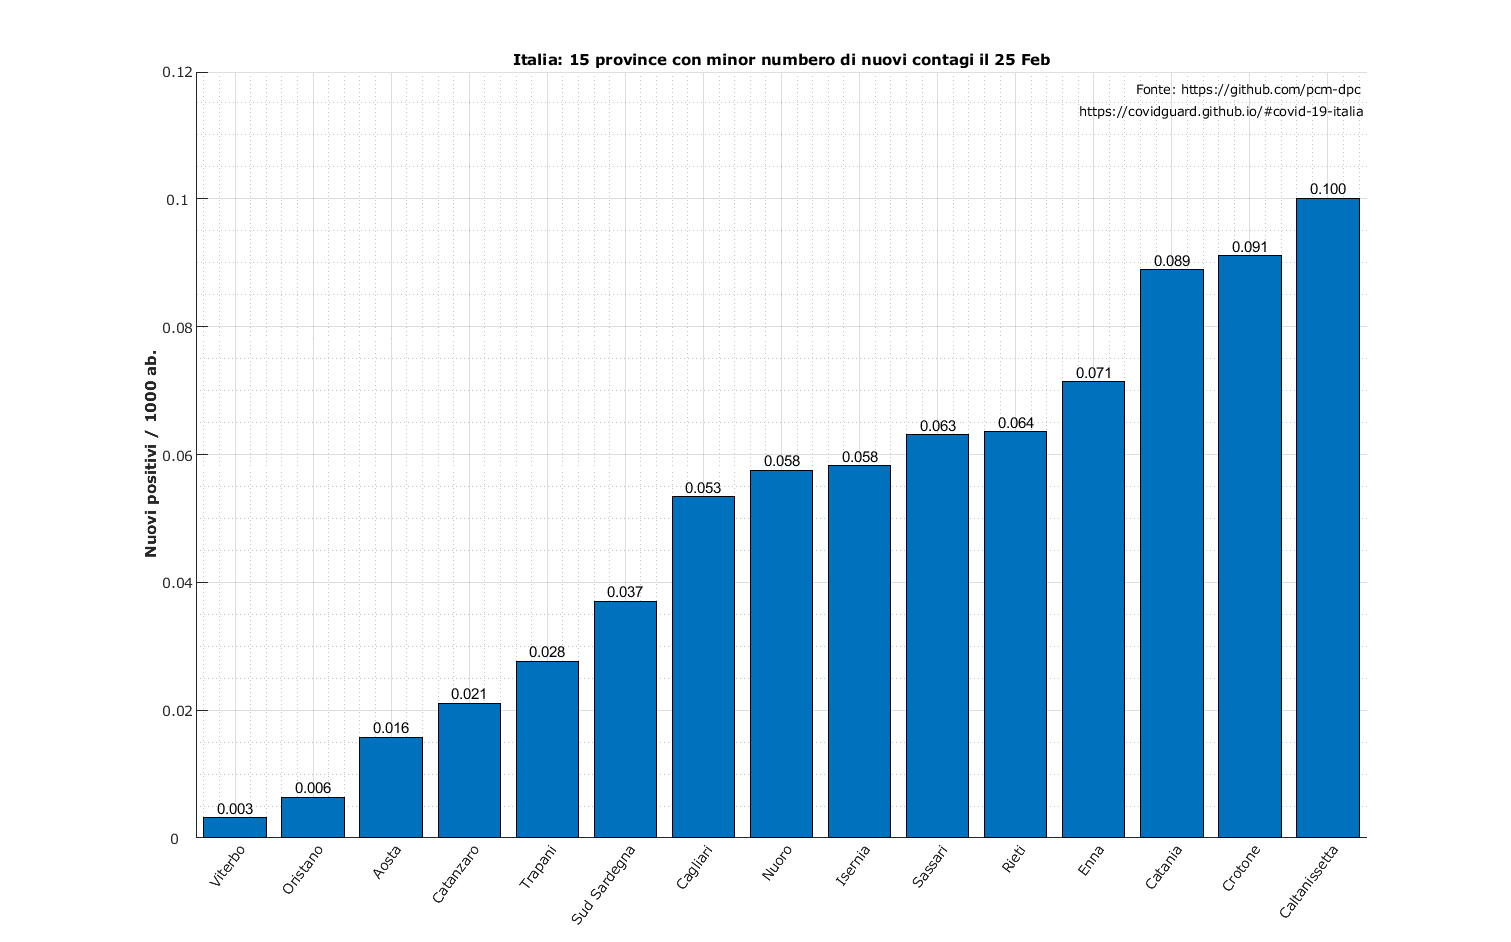 Italia: 15 province con minor numbero di nuovi contagi il 25 Feb
Fonte: https://github.com/pcm-dpc
https://covidguard.github.io/#covid-19-italia
Nuovi positivi / 1000 ab.
0.12
0.1
0.08
0.06
0.04
0.02
0
0.003
0.006
0.016
0.021
0.028
0.037
0.053
0.058
0.058
0.063
0.064
0.071
0.089
0.091
0.100
Viterbo
Oristano
Aosta
Catanzaro
Trapani
Sud Sardegna
Cagliari
Nuoro
Isernia
Sassari
Rieti
Enna
Catania
Crotone
Caltanissetta